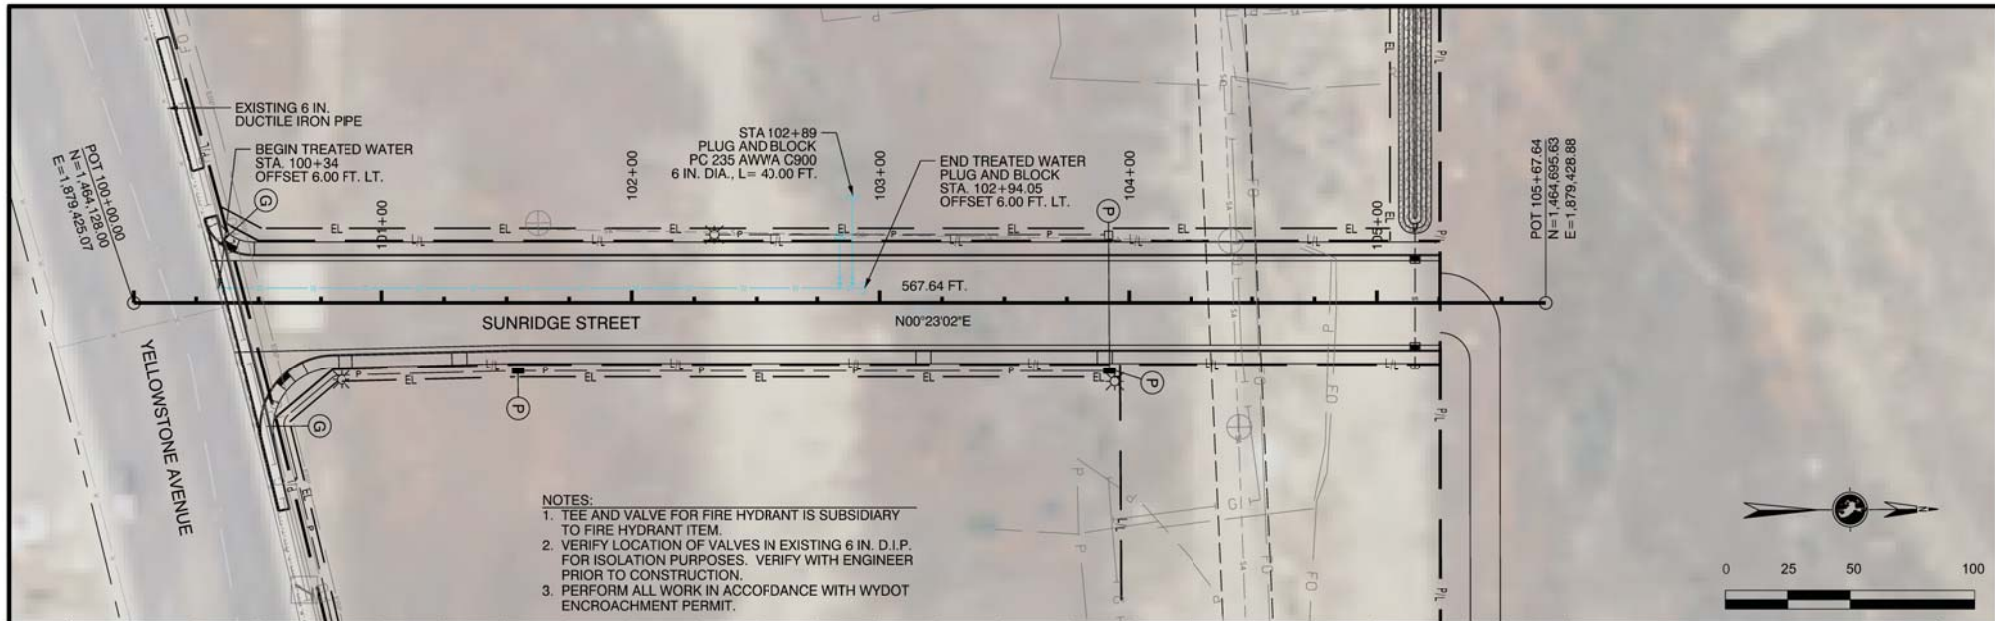 EXISTING 6 IN.
DUCTILE IRON PIPE
BEGIN TREATED WATER
STA. 100+34
OFFSET 6.00 FT. LT.
POT 100+00.00
N=1,464,128.00
E=1,879,425.07
G
101+00
102+00
STA 102+89
PLUG AND BLOCK
PC 235 AWWA C900
6 IN. DIA., L= 40.00 FT.
103+00
END TREATED WATER
PLUG AND BLOCK
STA. 102+94.05
OFFSET 6.00 FT. LT.
104+00
P
105+00
POT 105+67.64
N=1,464,695.63
E=1,879,428.88
EL EL EL EL EL EL EL
L/L L/L L/L L/L L/L L/L
567.64 FT.
SUNRIDGE STREET
N00°23'02"E
YELLOWSTONE AVENUE
G
P
P
NOTES:
1. TEE AND VALVE FOR FIRE HYDRANT IS SUBSIDIARY
TO FIRE HYDRANT ITEM.
2. VERIFY LOCATION OF VALVES IN EXISTING 6 IN. D.I.P.
FOR ISOLATION PURPOSES. VERIFY WITH ENGINEER
PRIOR TO CONSTRUCTION.
3. PERFORM ALL WORK IN ACCORDANCE WITH WYDOT
ENCROACHMENT PERMIT.
N
0 25 50 100